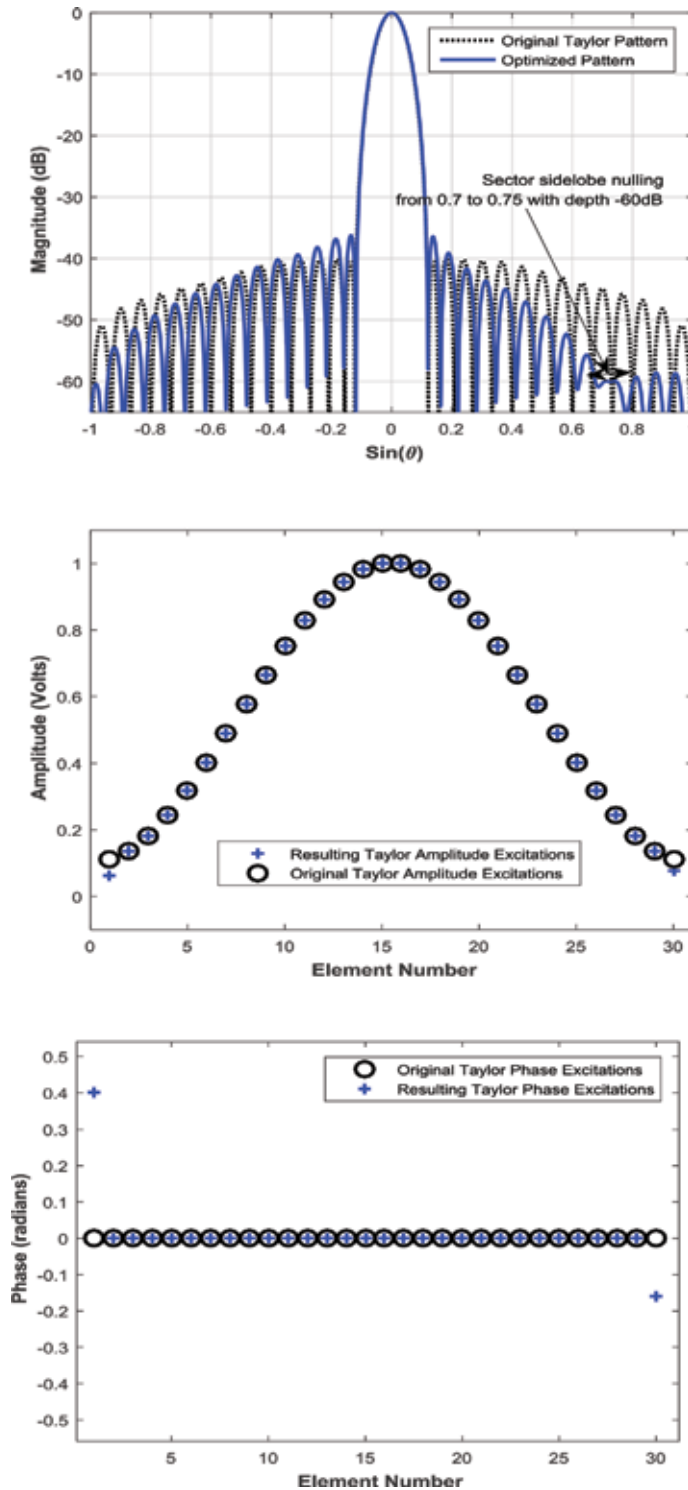 0
Original Taylor Pattern
Optimized Pattern
-10
-20
Sector sidelobe nulling
from 0.7 to 0.75 with depth -60dB
-30
-40
-50
-60
Magnitude (dB)
-1 -0.8 -0.6 -0.4 -0.2 0 0.2 0.4 0.6 0.8
Sin(θ)
1
0.8
0.6
0.4
0.2
0
Amplitude (Volts)
Resulting Taylor Amplitude Excitations
Original Taylor Amplitude Excitations
0 5 10 15 20 25 30
Element Number
0.5
0.4
0.3
0.2
0.1
0
-0.1
-0.2
-0.3
-0.4
-0.5
Phase (radians)
Original Taylor Phase Excitations
Resulting Taylor Phase Excitations
5 10 15 20 25 30
Element Number